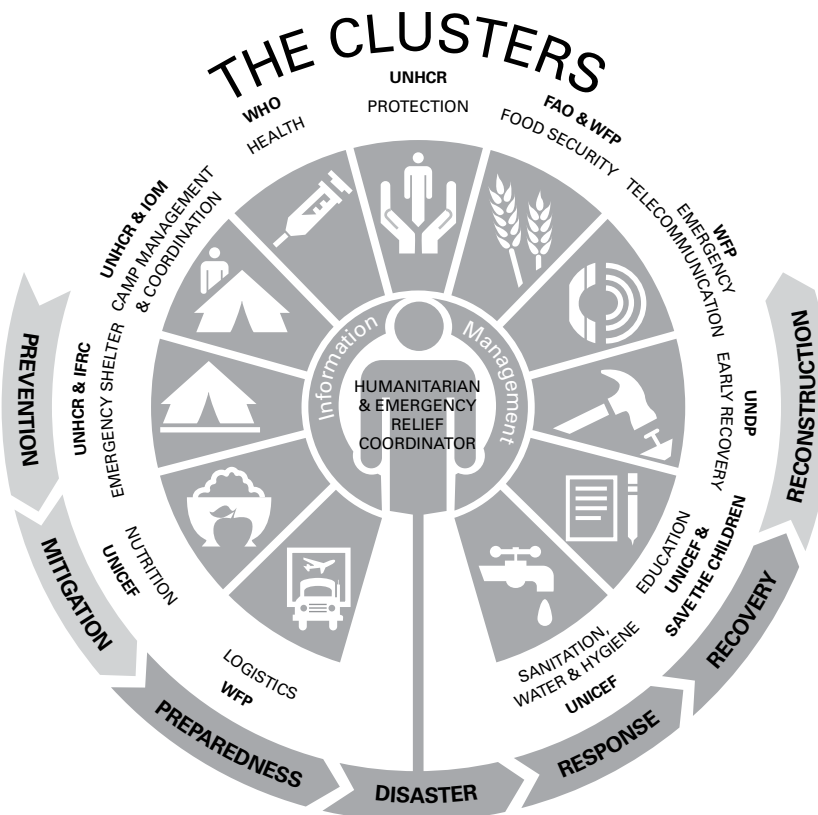 THE CLUSTERS
UNHCR
PROTECTION
FAO & WFP
FOOD SECURITY
WFP
EMERGENCY
TELECOMMUNICATION
UNDP
EARLY RECOVERY
EDUCATION
UNICEF &
SAVE THE CHILDREN
SANITATION,
WATER & HYGIENE
UNICEF
LOGISTICS
WFP
NUTRITION
UNICEF
UNHCR & IFRC
EMERGENCY SHELTER
UNHCR & IOM
CAMP MANAGEMENT
& COORDINATION
WHO
HEALTH
Information Management
HUMANITARIAN
& EMERGENCY
RELIEF
COORDINATOR
PREVENTION
MITIGATION
PREPAREDNESS
DISASTER
RESPONSE
RECOVERY
RECONSTRUCTION